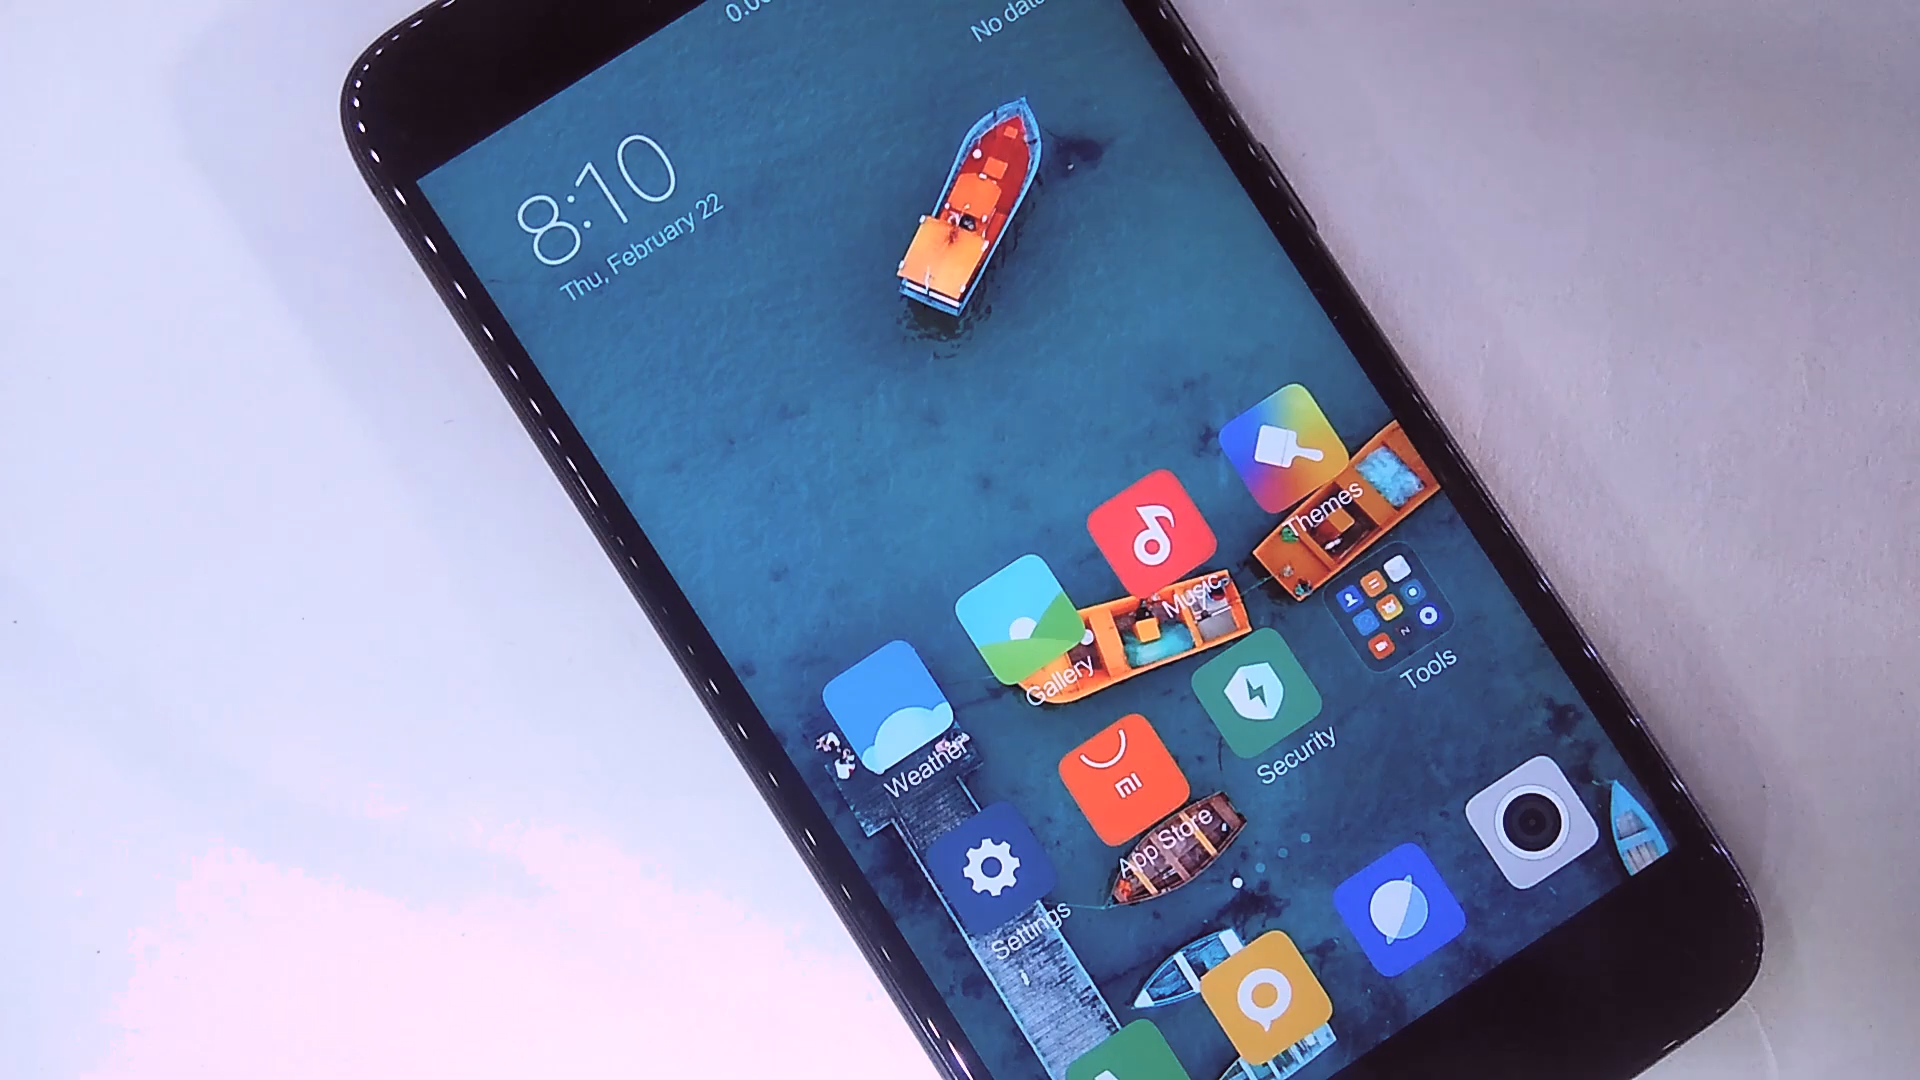 No data
8:10
Thu, February 22
Themes
Music
Gallery
Weather
Tools
Security
mi
App Store
Settings